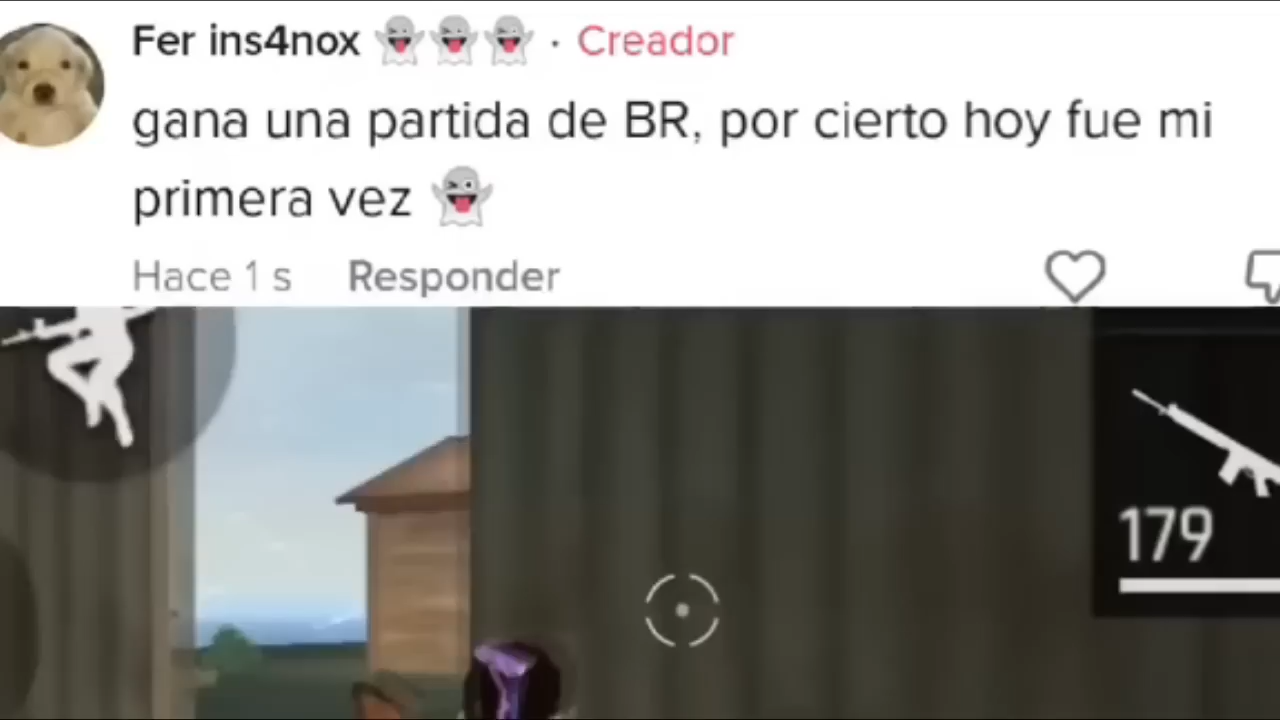 Fer ins4nox 👻👻👻 · Creador
gana una partida de BR, por cierto hoy fue mi
primera vez 👻
Hace 1 s Responder
179